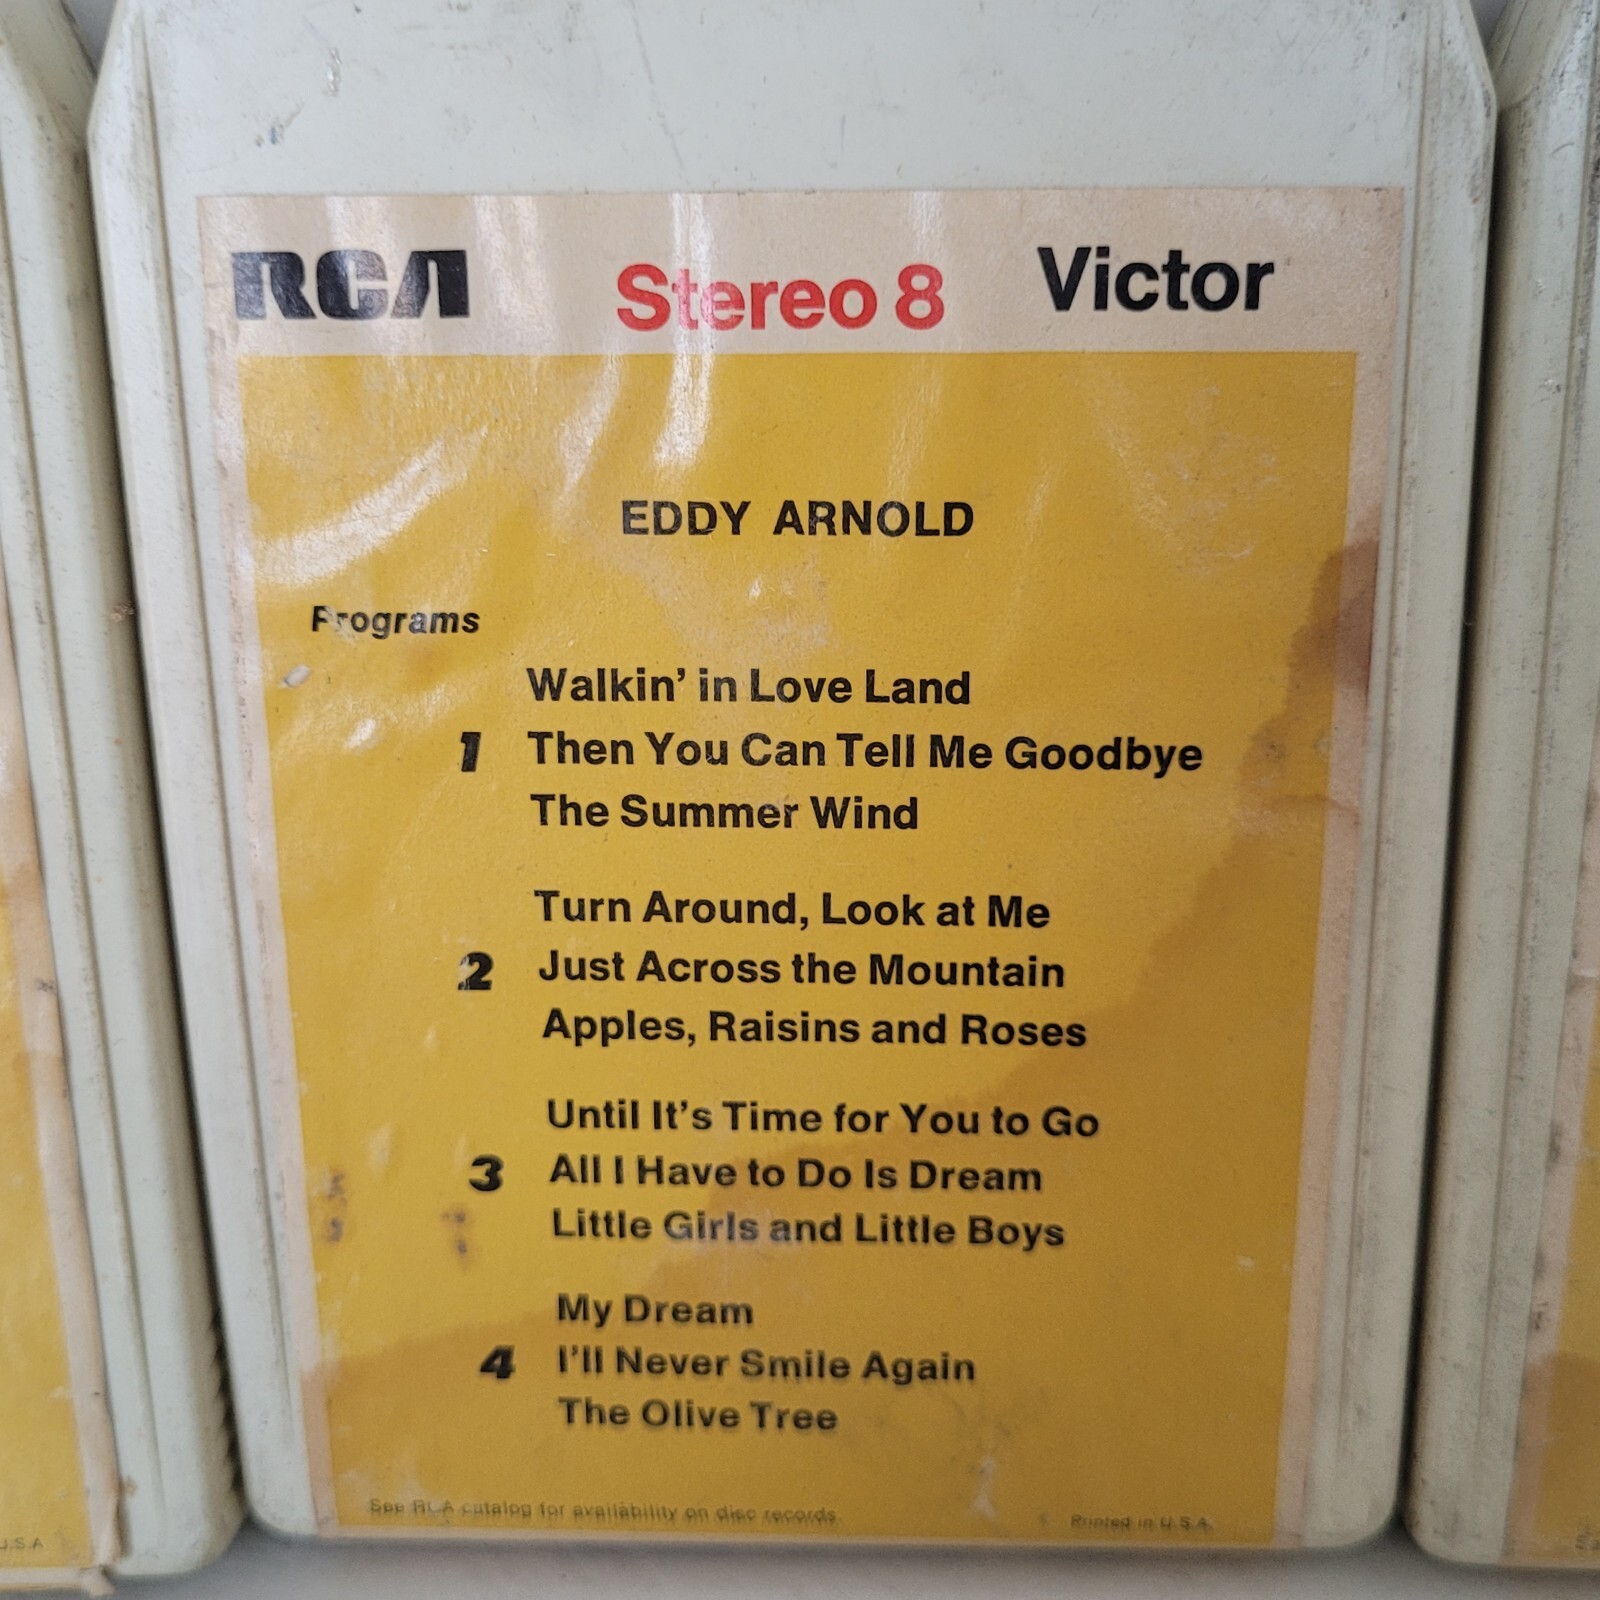 RCA Stereo 8 Victor
EDDY ARNOLD
Programs
Walkin' in Love Land
1 Then You Can Tell Me Goodbye
The Summer Wind
Turn Around, Look at Me
2 Just Across the Mountain
Apples, Raisins and Roses
Until It's Time for You to Go
3 All I Have to Do Is Dream
Little Girls and Little Boys
My Dream
4 I'll Never Smile Again
The Olive Tree
See RCA catalog for availability on disc records.
Printed in U.S.A.
U.S.A